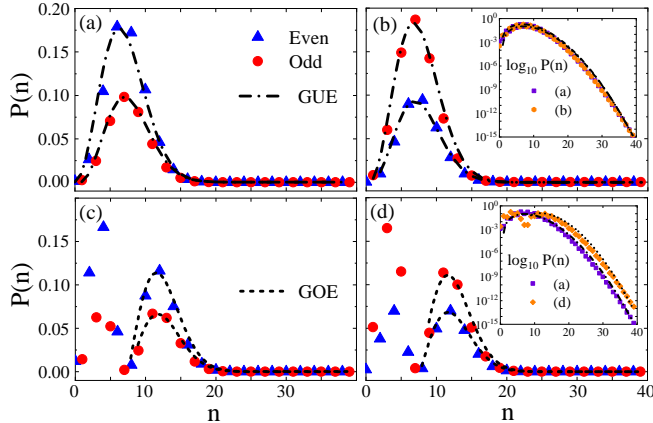 (a)
0.20
0.15
0.10
0.05
0.00
P(n)
Even
Odd
GUE
(b)
10^0
10^-3
10^-6
10^-9
10^-12
10^-15
log10 P(n)
(a)
(b)
0 10 20 30 40
(c)
0.15
0.10
0.05
0.00
P(n)
GOE
0 10 20 30
n
(d)
10^0
10^-3
10^-6
10^-9
10^-12
10^-15
log10 P(n)
(a)
(d)
0 10 20 30 40
0 10 20 30 40
n